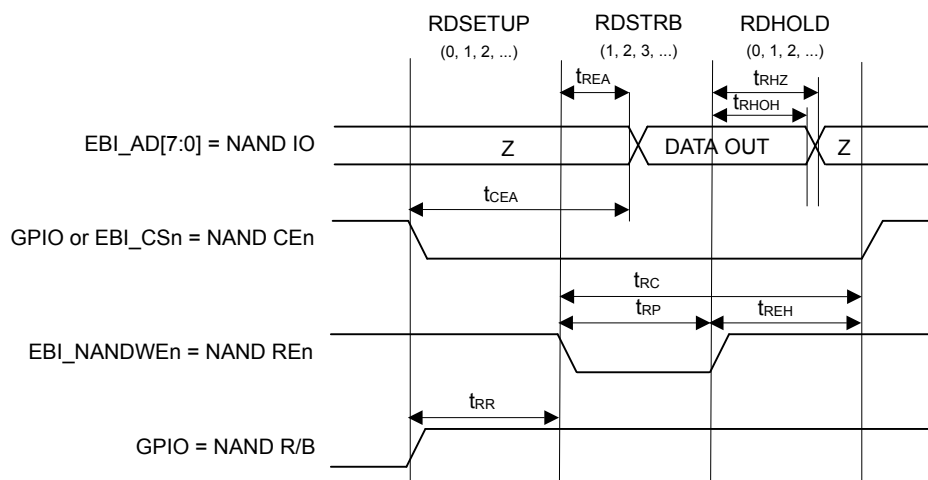 RDSETUP RDSTRB RDHOLD
(0, 1, 2, ...) (1, 2, 3, ...) (0, 1, 2, ...)
tREA tRHZ
tRHOH
EBI_AD[7:0] = NAND IO Z DATA OUT Z
tCEA
GPIO or EBI_CSn = NAND CEn
tRC
tRP tREH
EBI_NANDWEn = NAND REn
tRR
GPIO = NAND R/B